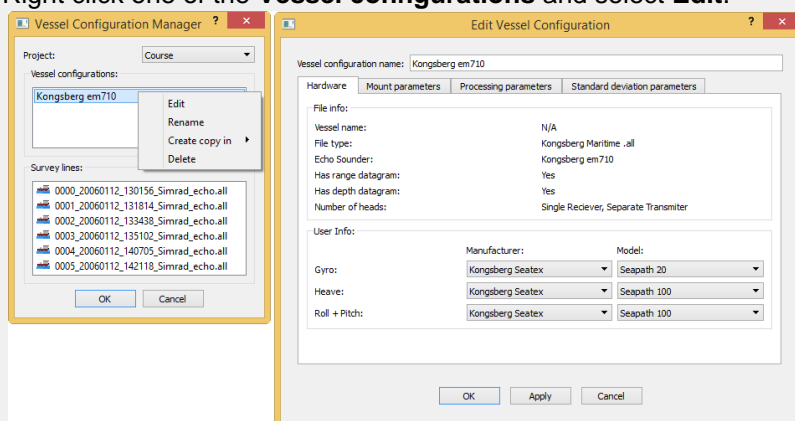 Right click one of the Vessel configurations and select Edit.
Vessel Configuration Manager ? ×
Project: Course
Vessel configurations:
Kongsberg em710
Edit
Rename
Create copy in
Delete
Survey lines:
0000_20060112_130156_Simrad_echo.all
0001_20060112_131814_Simrad_echo.all
0002_20060112_133438_Simrad_echo.all
0003_20060112_135102_Simrad_echo.all
0004_20060112_140705_Simrad_echo.all
0005_20060112_142118_Simrad_echo.all
OK Cancel
Edit Vessel Configuration ? ×
Vessel configuration name: Kongsberg em710
Hardware Mount parameters Processing parameters Standard deviation parameters
File info:
Vessel name: N/A
File type: Kongsberg Maritime .all
Echo Sounder: Kongsberg em710
Has range datagram: Yes
Has depth datagram: Yes
Number of heads: Single Reciever, Separate Transmiter
User Info:
Manufacturer: Model:
Gyro: Kongsberg Seatex Seapath 20
Heave: Kongsberg Seatex Seapath 100
Roll + Pitch: Kongsberg Seatex Seapath 100
OK Apply Cancel